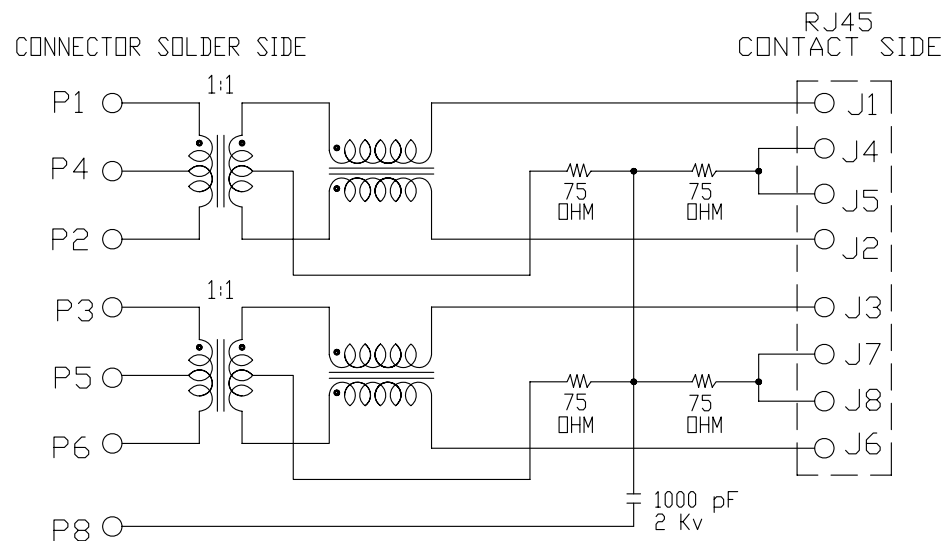 RJ45
CONNECTOR SOLDER SIDE
CONTACT SIDE
1:1
P1
J1
J4
P4
75
OHM
75
OHM
J5
P2
J2
1:1
P3
J3
J7
P5
75
OHM
75
OHM
J8
P6
J6
1000 pF
2 Kv
P8